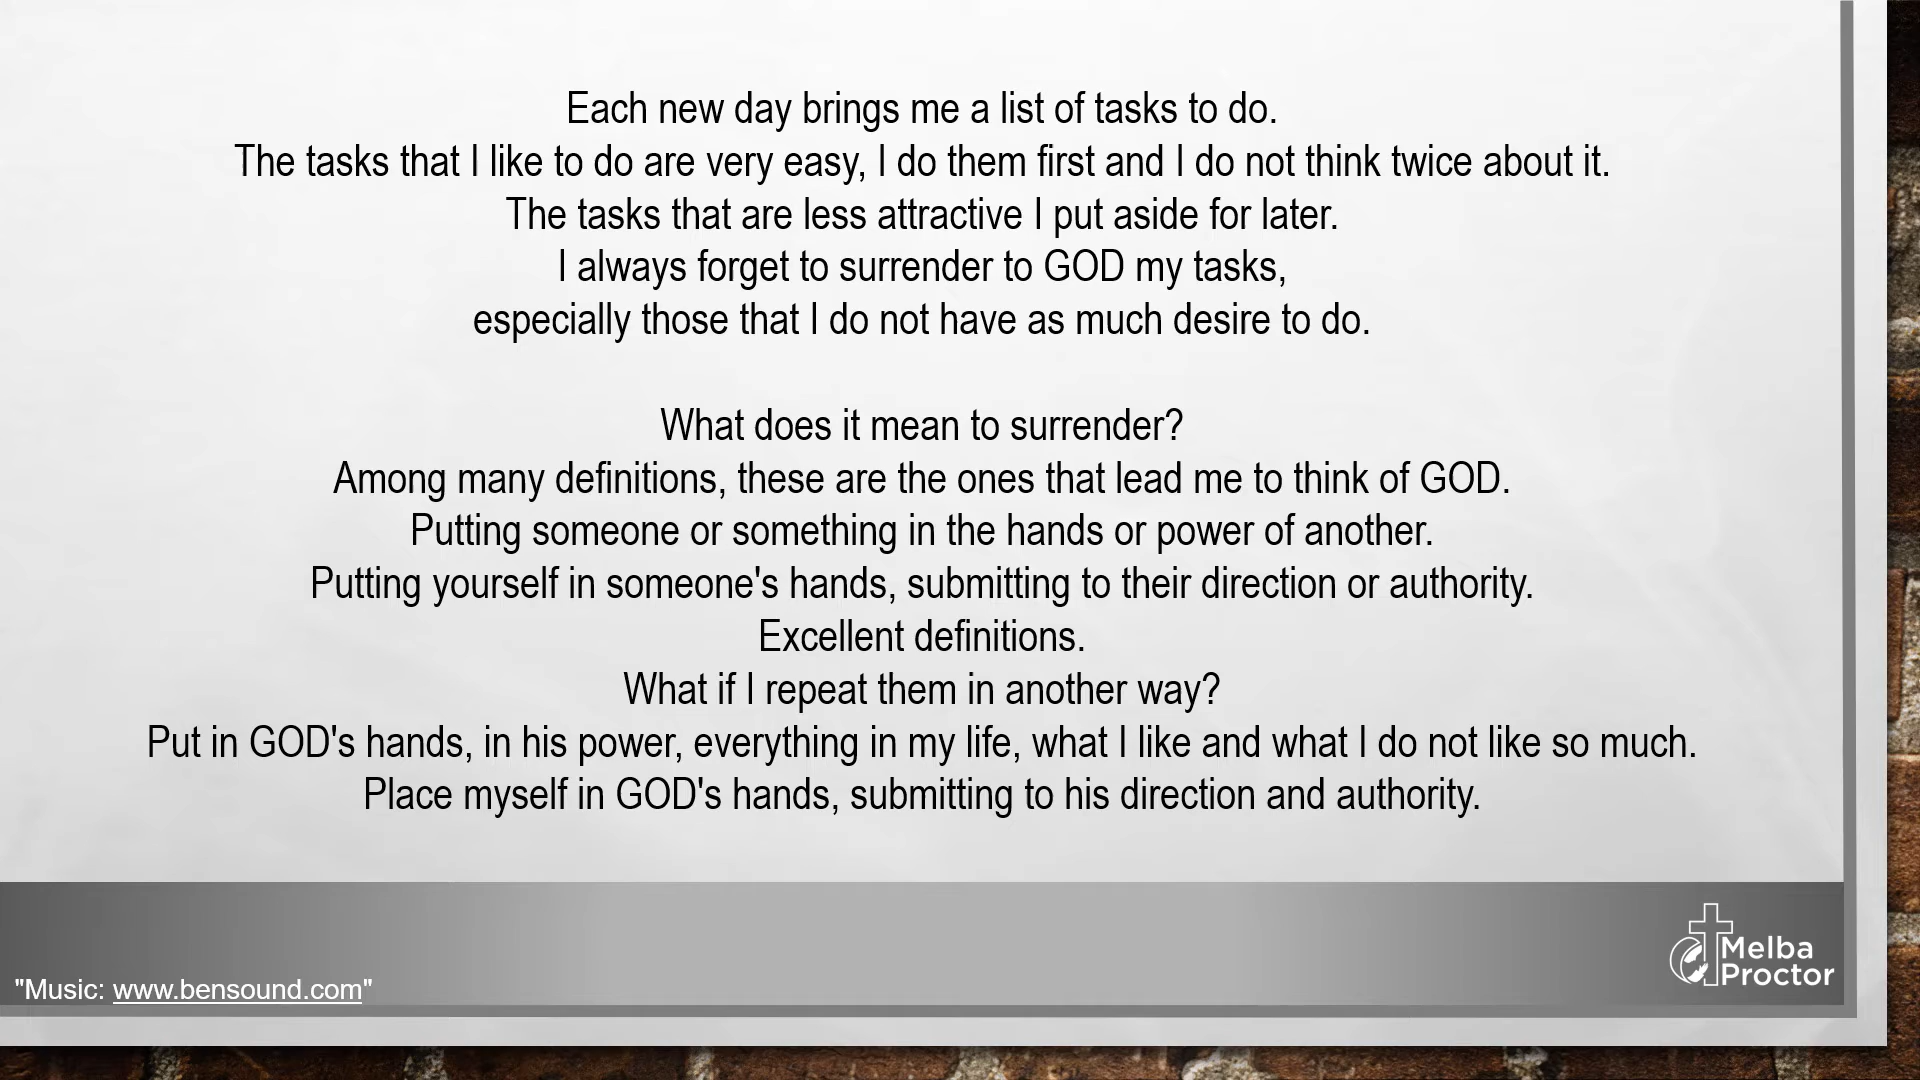 Each new day brings me a list of tasks to do.
The tasks that I like to do are very easy, I do them first and I do not think twice about it.
The tasks that are less attractive I put aside for later.
I always forget to surrender to GOD my tasks,
especially those that I do not have as much desire to do.
What does it mean to surrender?
Among many definitions, these are the ones that lead me to think of GOD.
Putting someone or something in the hands or power of another.
Putting yourself in someone's hands, submitting to their direction or authority.
Excellent definitions.
What if I repeat them in another way?
Put in GOD's hands, in his power, everything in my life, what I like and what I do not like so much.
Place myself in GOD's hands, submitting to his direction and authority.
"Music: www.bensound.com"
Melba
Proctor